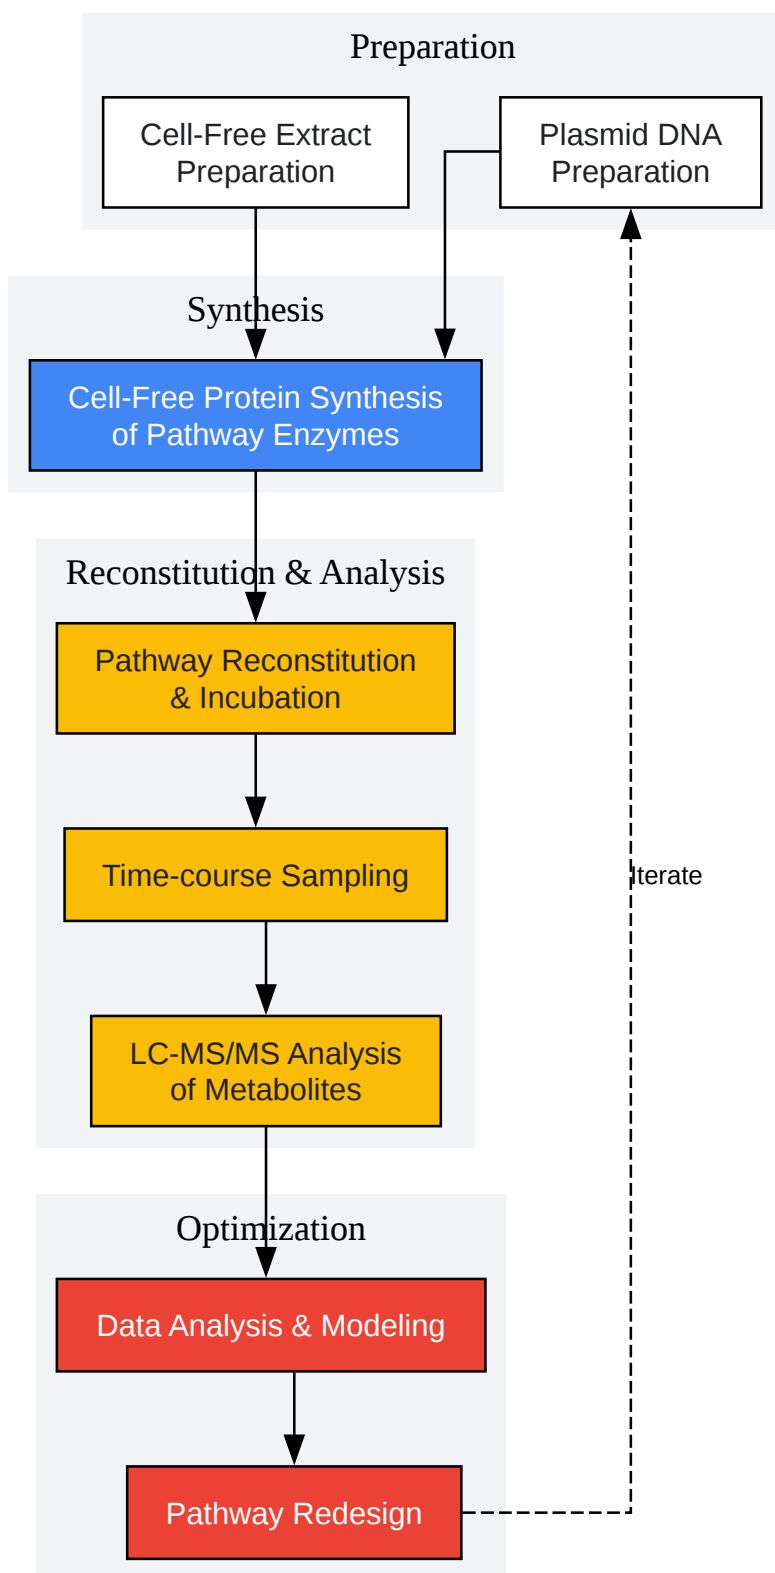 Preparation
Cell-Free Extract
Preparation
Plasmid DNA
Preparation
Synthesis
Cell-Free Protein Synthesis
of Pathway Enzymes
Reconstitution & Analysis
Pathway Reconstitution
& Incubation
Time-course Sampling
Iterate
LC-MS/MS Analysis
of Metabolites
Optimization
Data Analysis & Modeling
Pathway Redesign